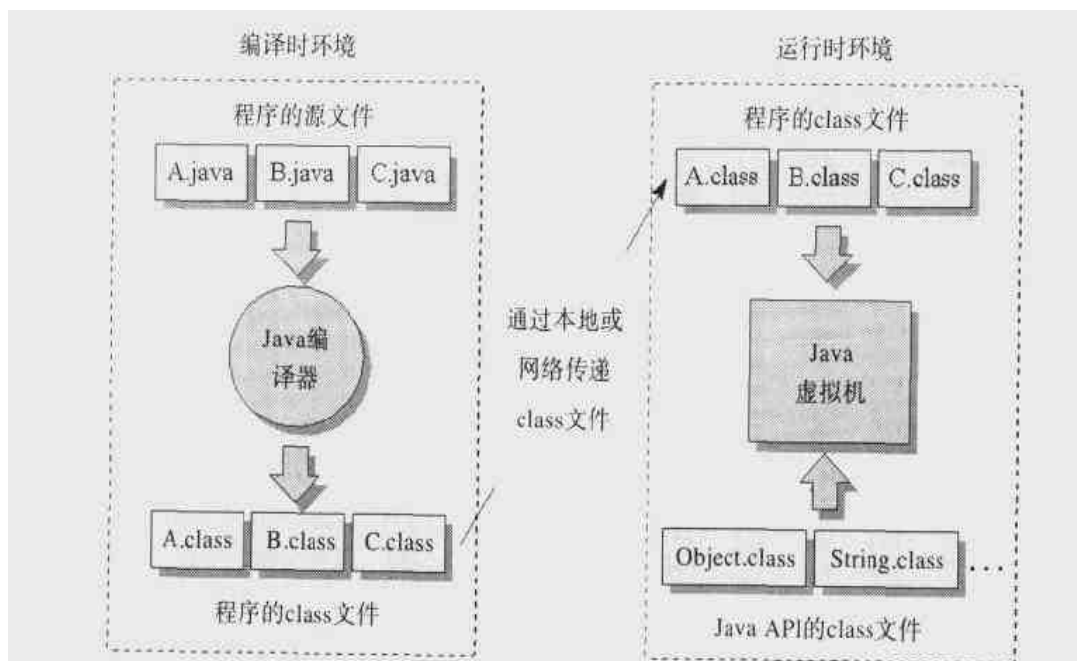 编译时环境
程序的源文件
A.java B.java C.java
Java编
译器
A.class B.class C.class
程序的class文件
通过本地或
网络传递
class文件
运行时环境
程序的class文件
A.class B.class C.class
Java
虚拟机
Object.class String.class ...
Java API的class文件